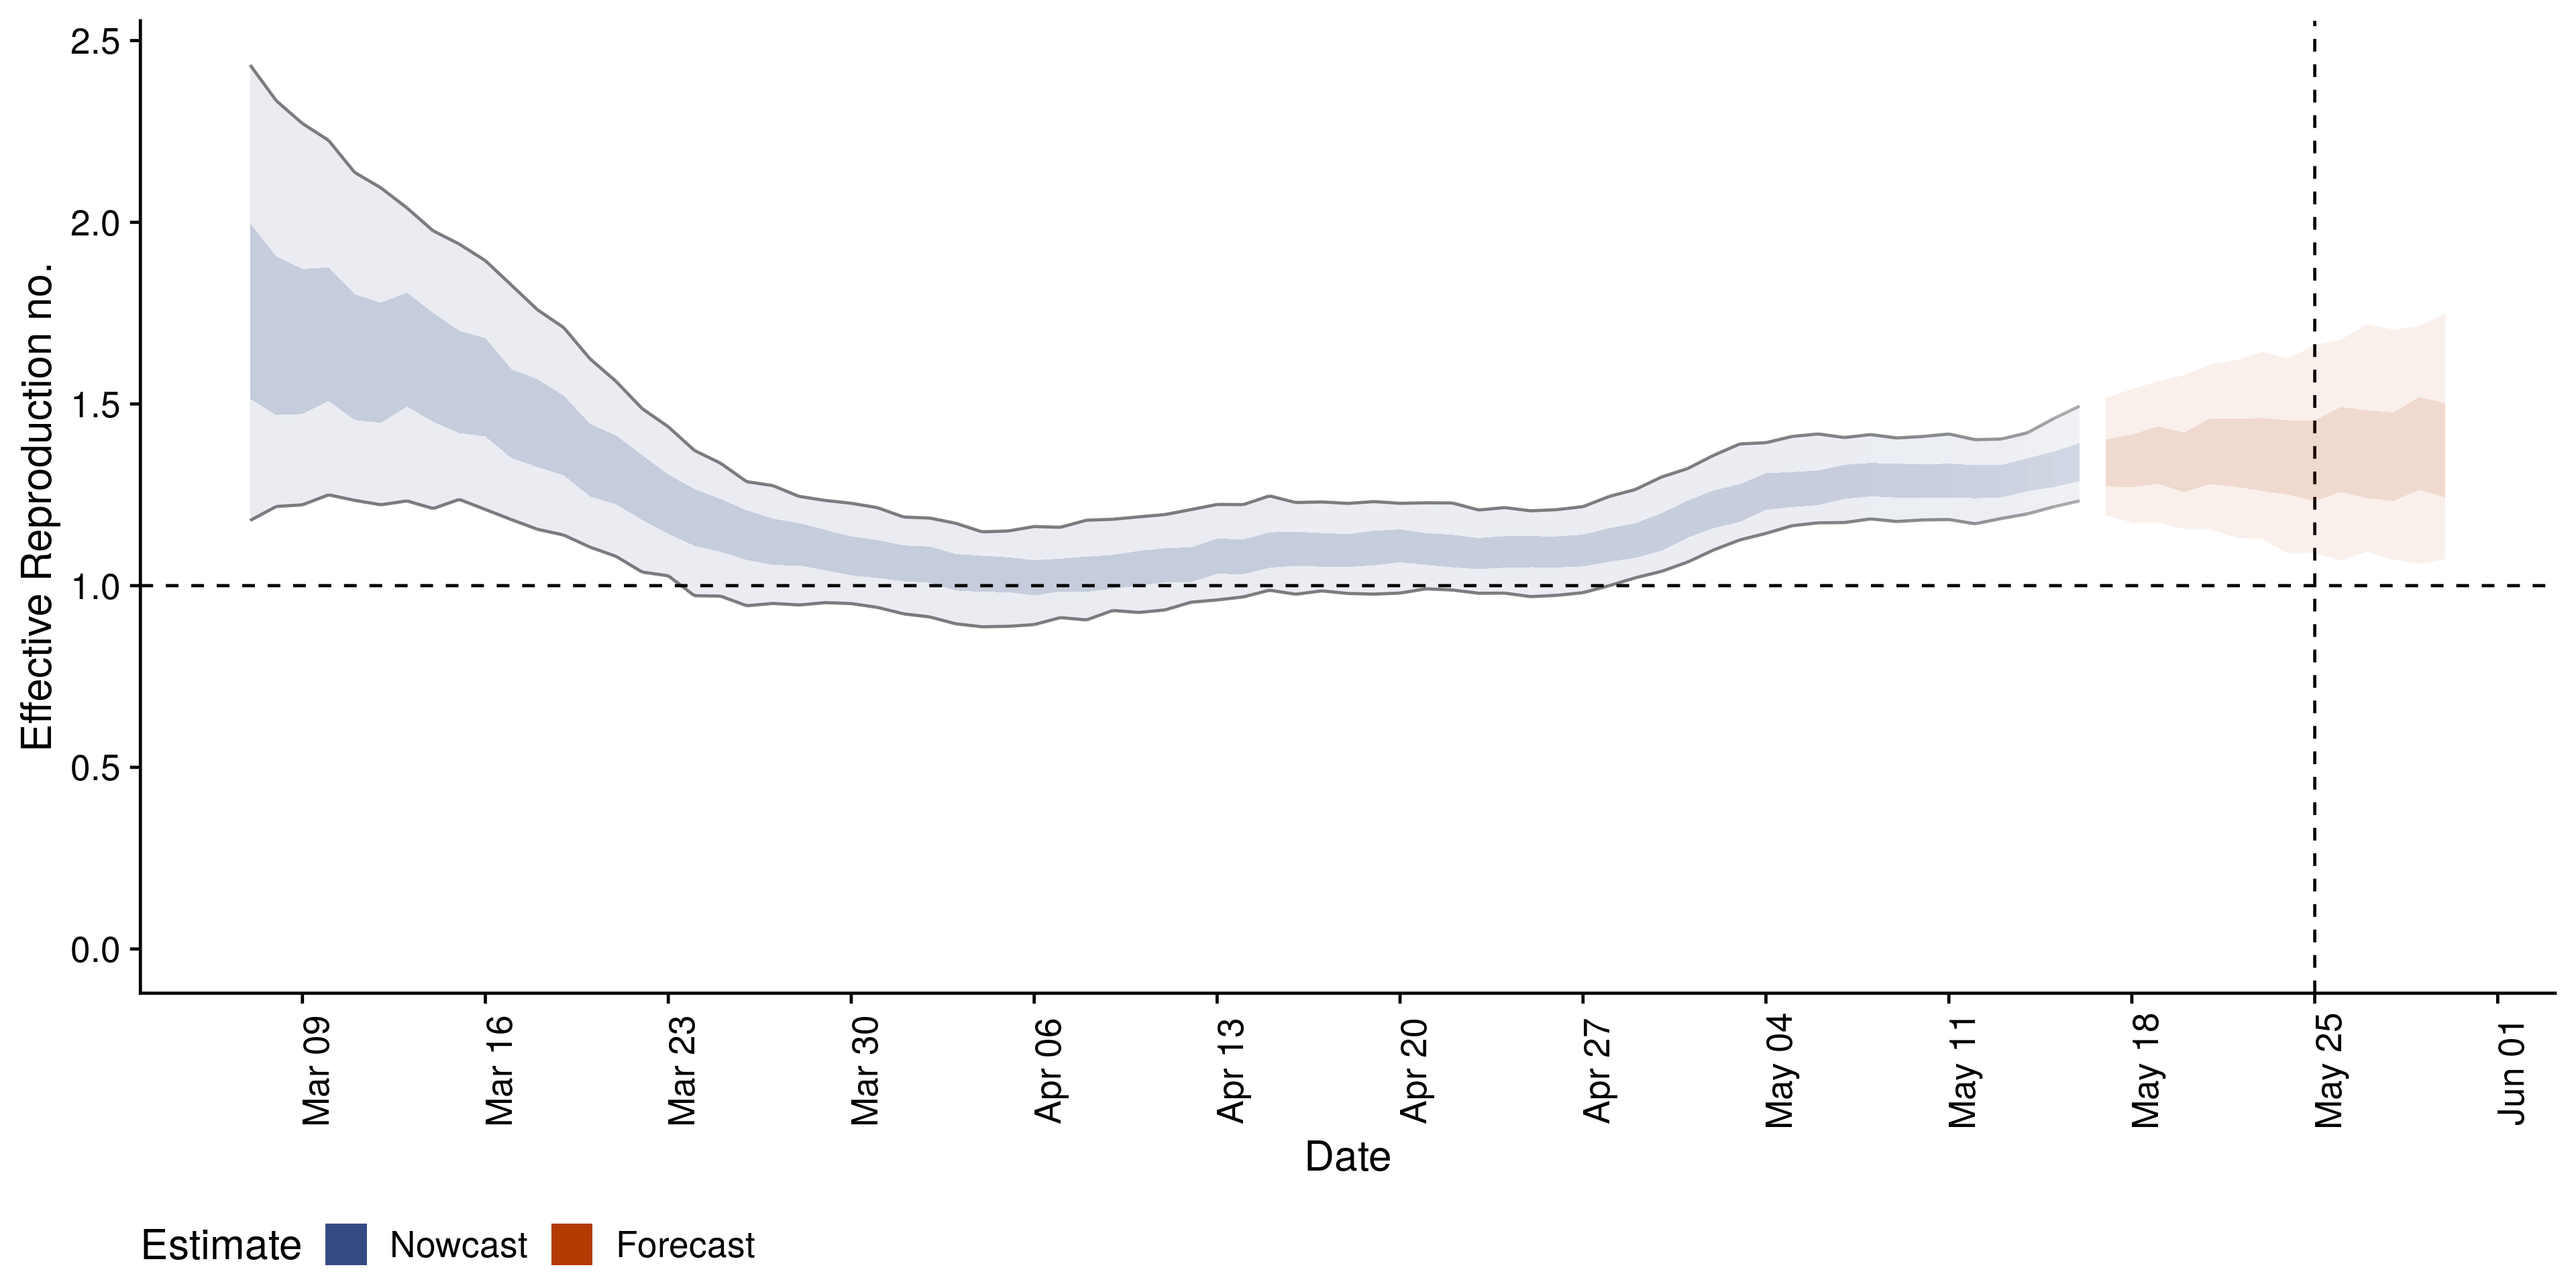 Effective Reproduction no.
2.5
2.0
1.5
1.0
0.5
0.0
Mar 09
Mar 16
Mar 23
Mar 30
Apr 06
Apr 13
Apr 20
Apr 27
May 04
May 11
May 18
May 25
Jun 01
Date
Estimate Nowcast Forecast